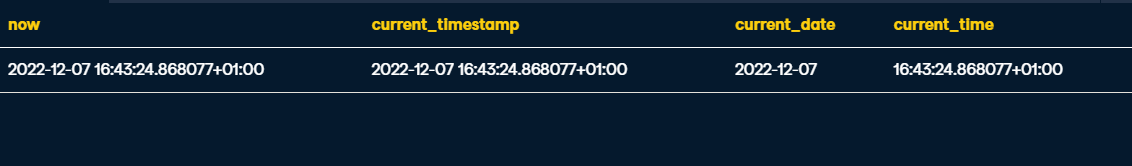 now current_timestamp current_date current_time
2022-12-07 16:43:24.868077+01:00 2022-12-07 16:43:24.868077+01:00 2022-12-07 16:43:24.868077+01:00